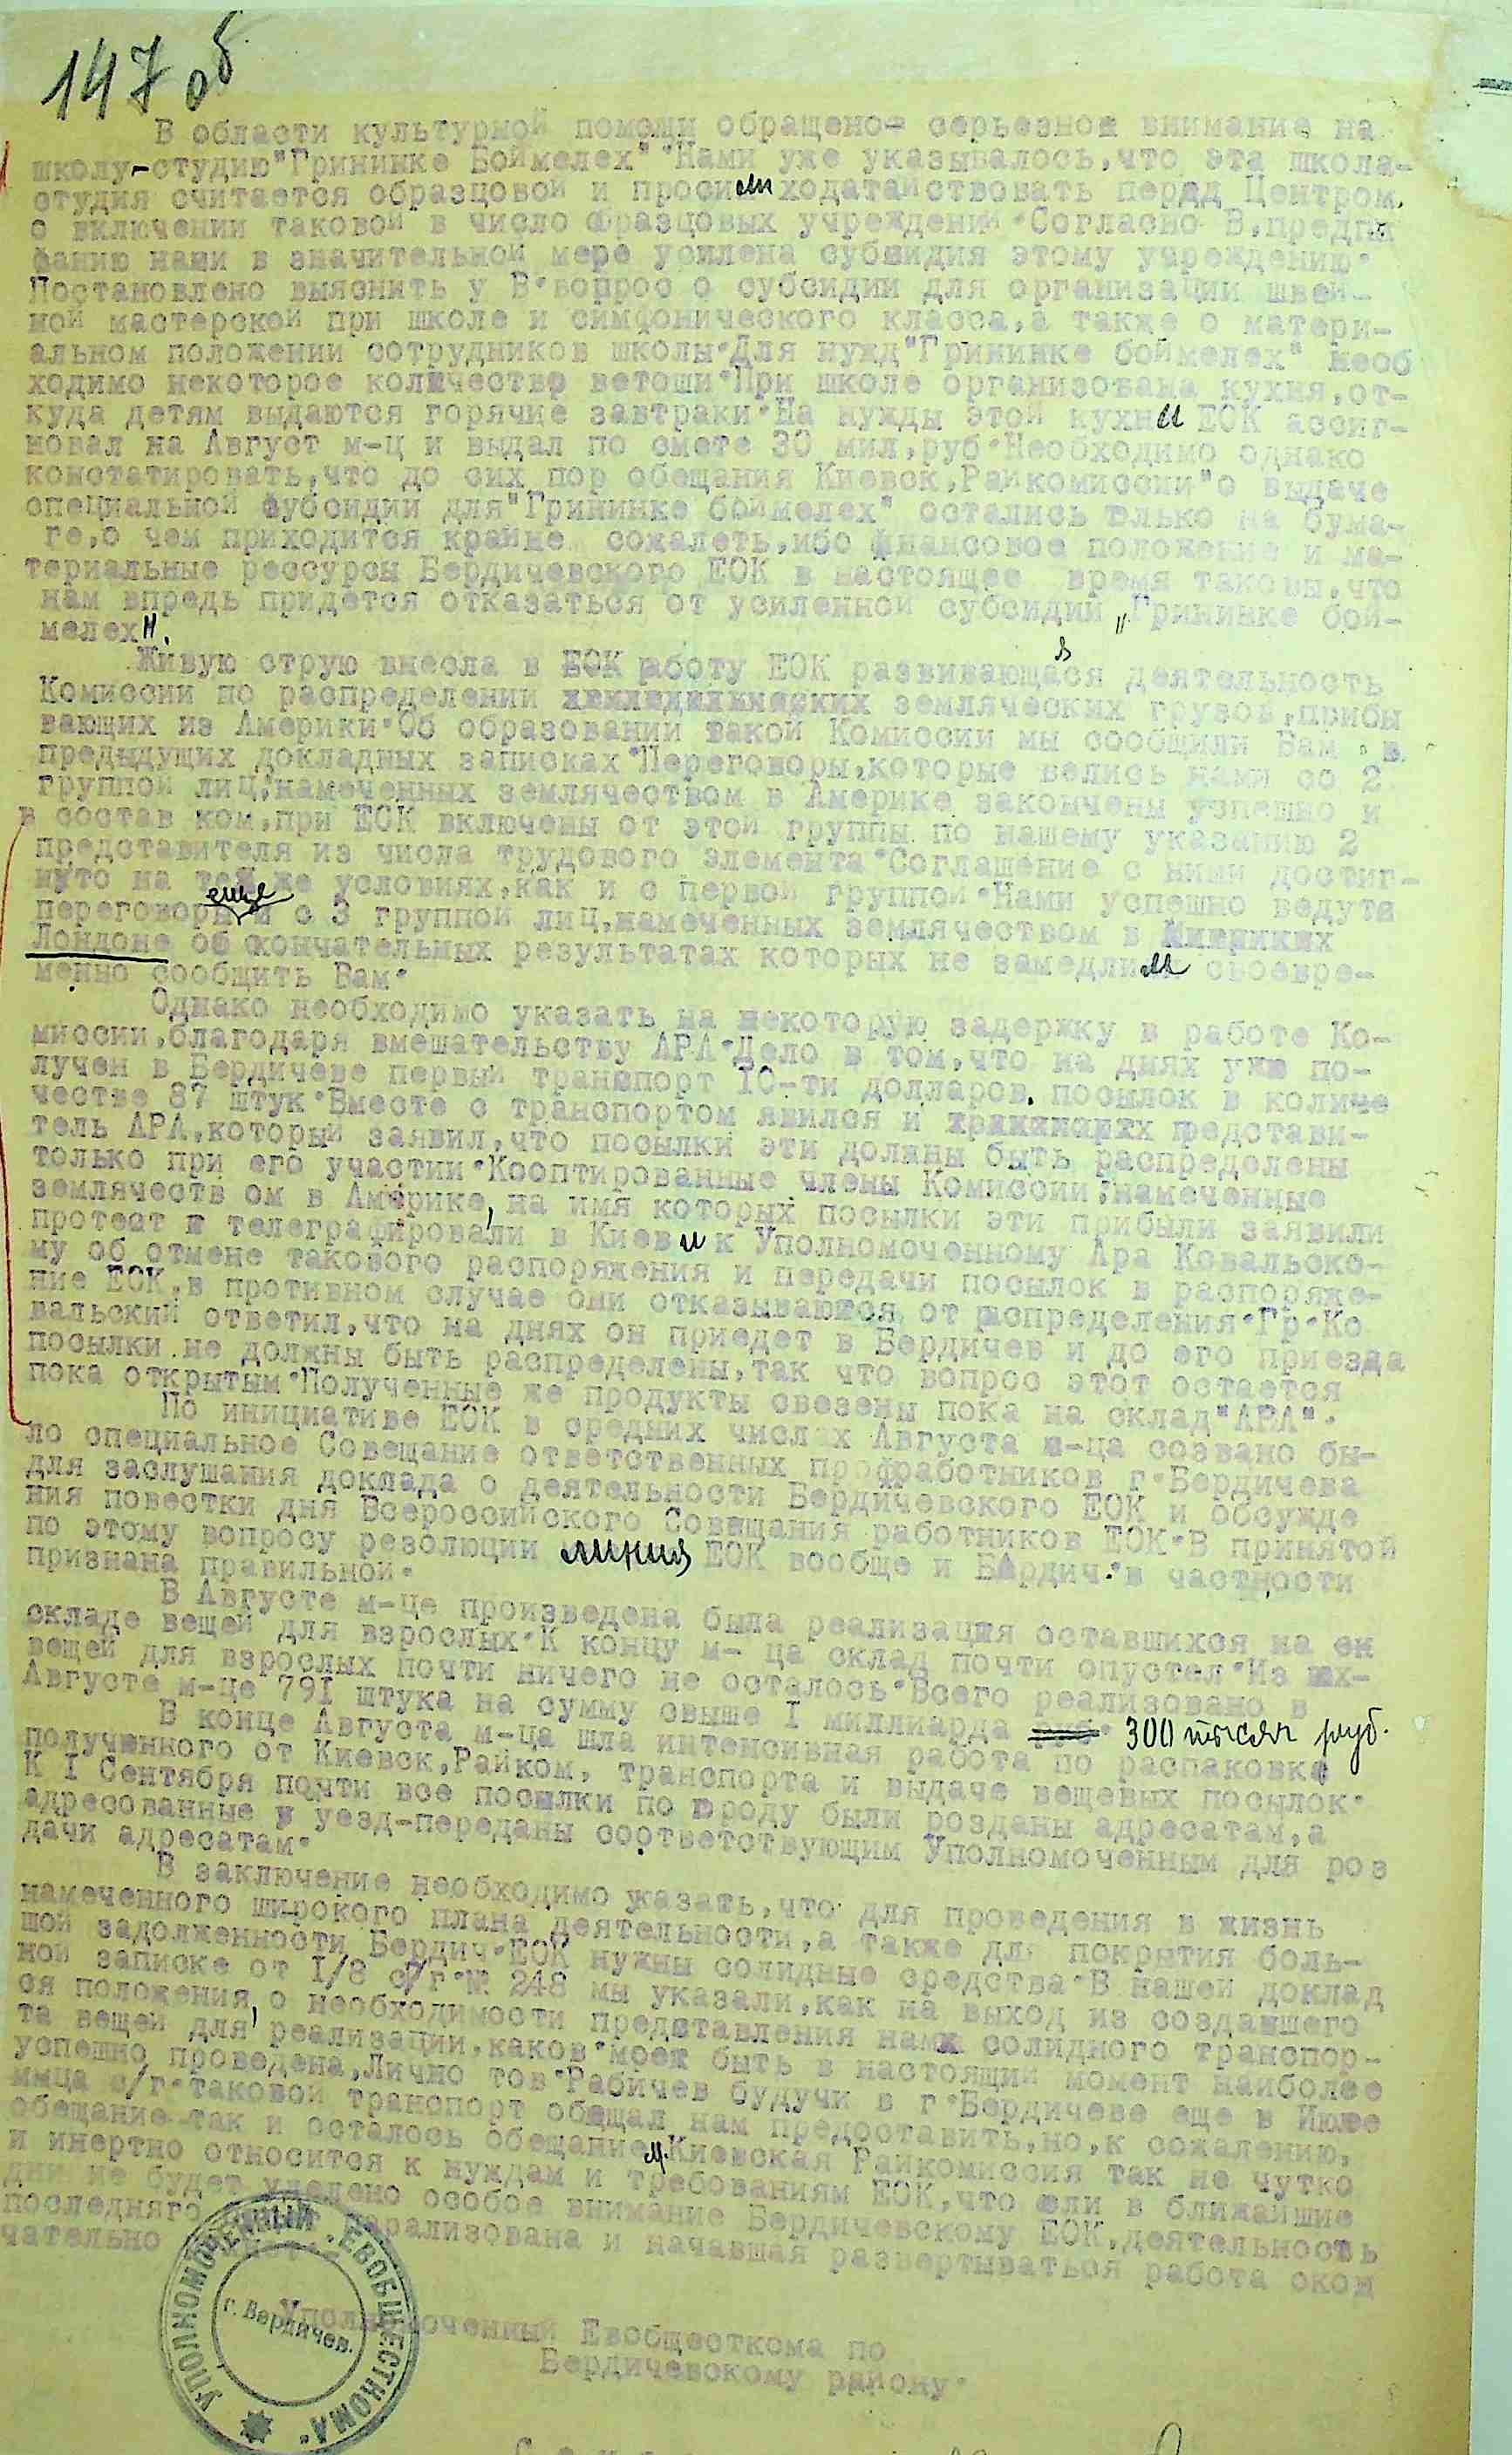 147 об
В области культурной помощи обращено- серьезное внимание на
школу-студию"Грининке Боймелех" Нами уже указывалось,что эта школа-
студия считается образцовой и просили ходатайствовать перед Центром.
о включении таковой в число образцовых учреждений.Согласно В.предпи
санию нами в значительной мере усилена субсидия этому учреждению.
Постановлено выяснить у В.вопрос о субсидии для организации швей-
ной мастерской при школе и симфонического класса,а также о матери-
альном положении сотрудников школы.Для нужд"Грининке боймелех" необ
ходимо некоторое количество ветоши.При школе организована кухня,от-
куда детям выдаются горячие завтраки.На нужды этой кухни ЕОК ассиг-
новал на Август м-ц и выдал по смете 30 мил,руб.Необходимо однако
констатировать,что до сих пор обещания Киевск,Райкомиссии"о выдаче
специальной субсидии для"Грининке боймелех" остались только на бума-
ге,о чем приходится крайне сожалеть,ибо финансовое положение и ма-
териальные рессурсы Бердичевского ЕОК в настоящее время таковы,что
нам впредь придется отказаться от усиленной субсидии "Грининке бой-
мелех".
Живую струю внесла в ЕОК работу ЕОК развивающаяся деятельность
Комиссии по распределении земляческих грузов,прибы
вающих из Америки.Об образовании такой Комиссии мы сообщили Вам в
предыдущих докладных записках.Переговоры,которые велись нами со 2
группой лиц,намеченных землячеством в Америке закончены успешно и
в состав ком,при ЕОК включены от этой группы по нашему указанию 2
представителя из числа трудового элемента.Соглашение с ними достиг-
нуто на тех же условиях,как и с первой группой.Нами успешно ведутя
переговоры еще и с 3 группой лиц,намеченных землячеством в
Лондоне об окончательных результатах которых не замедлим своевре-
менно сообщить Вам.
Однако необходимо указать на некоторую задержку в работе Ко-
миссии,благодаря вмешательству АРА.Дело в том,что на днях уже по-
лучен в Бердичеве первый транспорт 10-ти долларов. посылок в количе
честве 87 штук.Вместе с транспортом явился и представи-
тель АРА,который заявил,что посылки эти должны быть распределены
только при его участии.Кооптированные члены Комиссии,намеченные
землячеств ом в Америке, на имя которых посылки эти прибыли заявили
протест и телеграфировали в Киев и к Уполномоченному Ара Ковальско-
му об отмене такового распоряжения и передачи посылок в распоряже-
ние ЕОК,в противном случае они отказываются от распределения.Гр.Ко
вальский ответил,что на днях он приедет в Бердичев и до его приезда
посылки не должны быть распределены,так что вопрос этот остается
пока открытым.Полученные же продукты свезены пока на склад"АРА".
По инициативе ЕОК в средних числах Августа м-ца созвано бы-
ло специальное Совещание ответственных профработников г.Бердичева
для заслушания доклада о деятельности Бердичевского ЕОК и обсужде
ния повестки дня Всероссийского Совещания работников ЕОК.В принятой
по этому вопросу резолюции линия ЕОК вообще и Бердич.в частности
признана правильной.
В Августе м-це произведена была реализация оставшихся на ен
складе вещей для взрослых.К концу м- ца склад почти опустел.Из
вещей для взрослых почти ничего не осталось.Всего реализовано в
Августе м-це 791 штука на сумму свыше I миллиарда 300 тысяч руб.
В конце Августа м-ца шла интенсивная работа по распаковке
полученного от Киевск,Райком, транспорта и выдаче вещевых посылок.
К I Сентября почти все посылки по городу были розданы адресатам,а
адресованные в уезд-переданы соответствующим Уполномоченным для роз
дачи адресатам.
В заключение необходимо указать,что для проведения в жизнь
намеченного широкого плана деятельности,а также для покрытия боль-
шой задолженности Бердич.ЕОК нужны солидные средства.В нашей доклад
ной записке от I/8 с/г № 248 мы указали,как на выход из создавшего
ся положения, о необходимости представления нам солидного транспор-
та вещей для реализации,каков.может быть в настоящий момент наиболее
успешно проведена,Лично тов.Рабичев будучи в г.Бердичеве еще в Июле
м-ца с/г.таковой транспорт обещал нам предоставить,но,к сожалению,
обещание так и осталось обещанием.Киевская Райкомиссия так не чутко
и инертно относится к нуждам и требованиям ЕОК,что если в ближайшие
дни не будет уделено особое внимание Бердичевскому ЕОК,деятельность
последняго будет парализована и начавшая развертываться работа окон
чательно
Уполномоченный Евобщесткома по
Бердичевскому району.
УПОЛНОМОЧЕННЫЙ ЕВОБЩЕСТКОМА
г. Бердичев.